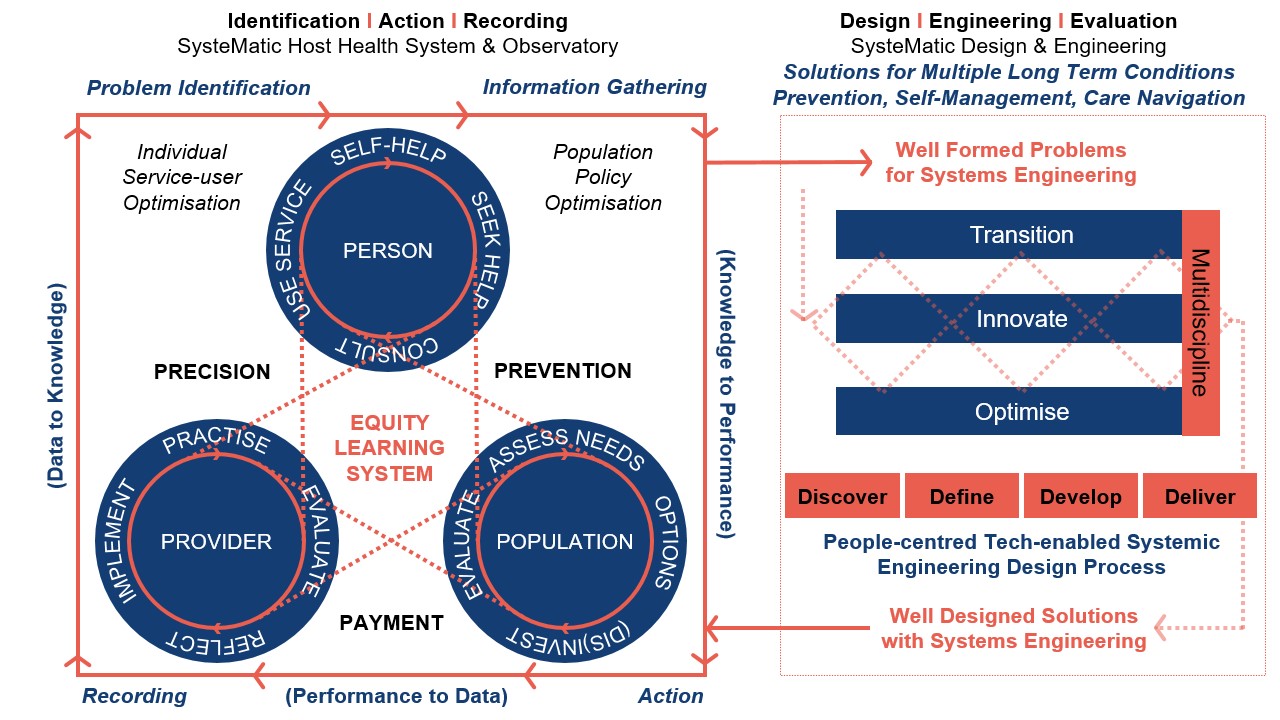 Identification | Action | Recording
SysteMatic Host Health System & Observatory
Problem Identification
Information Gathering
Individual
Service-user
Optimisation
Population
Policy
Optimisation
SELF-HELP
SEEK HELP
CONSULT
USE SERVICE
PERSON
(Data to Knowledge)
(Knowledge to Performance)
PRECISION
PREVENTION
EQUITY
LEARNING
SYSTEM
PRACTISE
EVALUATE
REFLECT
IMPLEMENT
PROVIDER
ASSESS NEEDS
OPTIONS
(DIS)INVEST
EVALUATE
POPULATION
PAYMENT
Recording
(Performance to Data)
Action
Design | Engineering | Evaluation
SysteMatic Design & Engineering
Solutions for Multiple Long Term Conditions
Prevention, Self-Management, Care Navigation
Well Formed Problems
for Systems Engineering
Transition
Innovate
Optimise
Multidiscipline
Discover
Define
Develop
Deliver
People-centred Tech-enabled Systemic
Engineering Design Process
Well Designed Solutions
with Systems Engineering